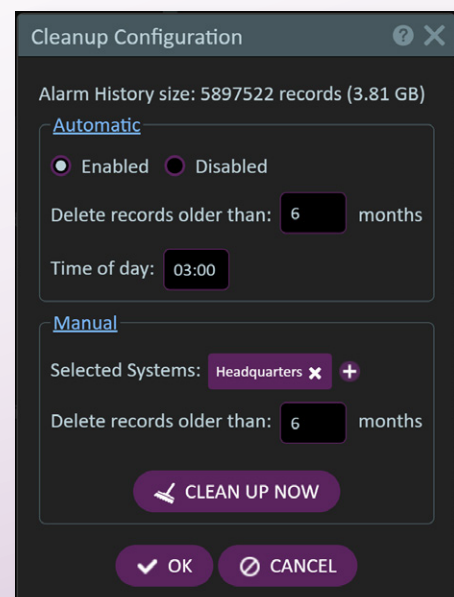 Cleanup Configuration
Alarm History size: 5897522 records (3.81 GB)
Automatic
Enabled Disabled
Delete records older than: 6 months
Time of day: 03:00
Manual
Selected Systems: Headquarters
Delete records older than: 6 months
CLEAN UP NOW
OK CANCEL